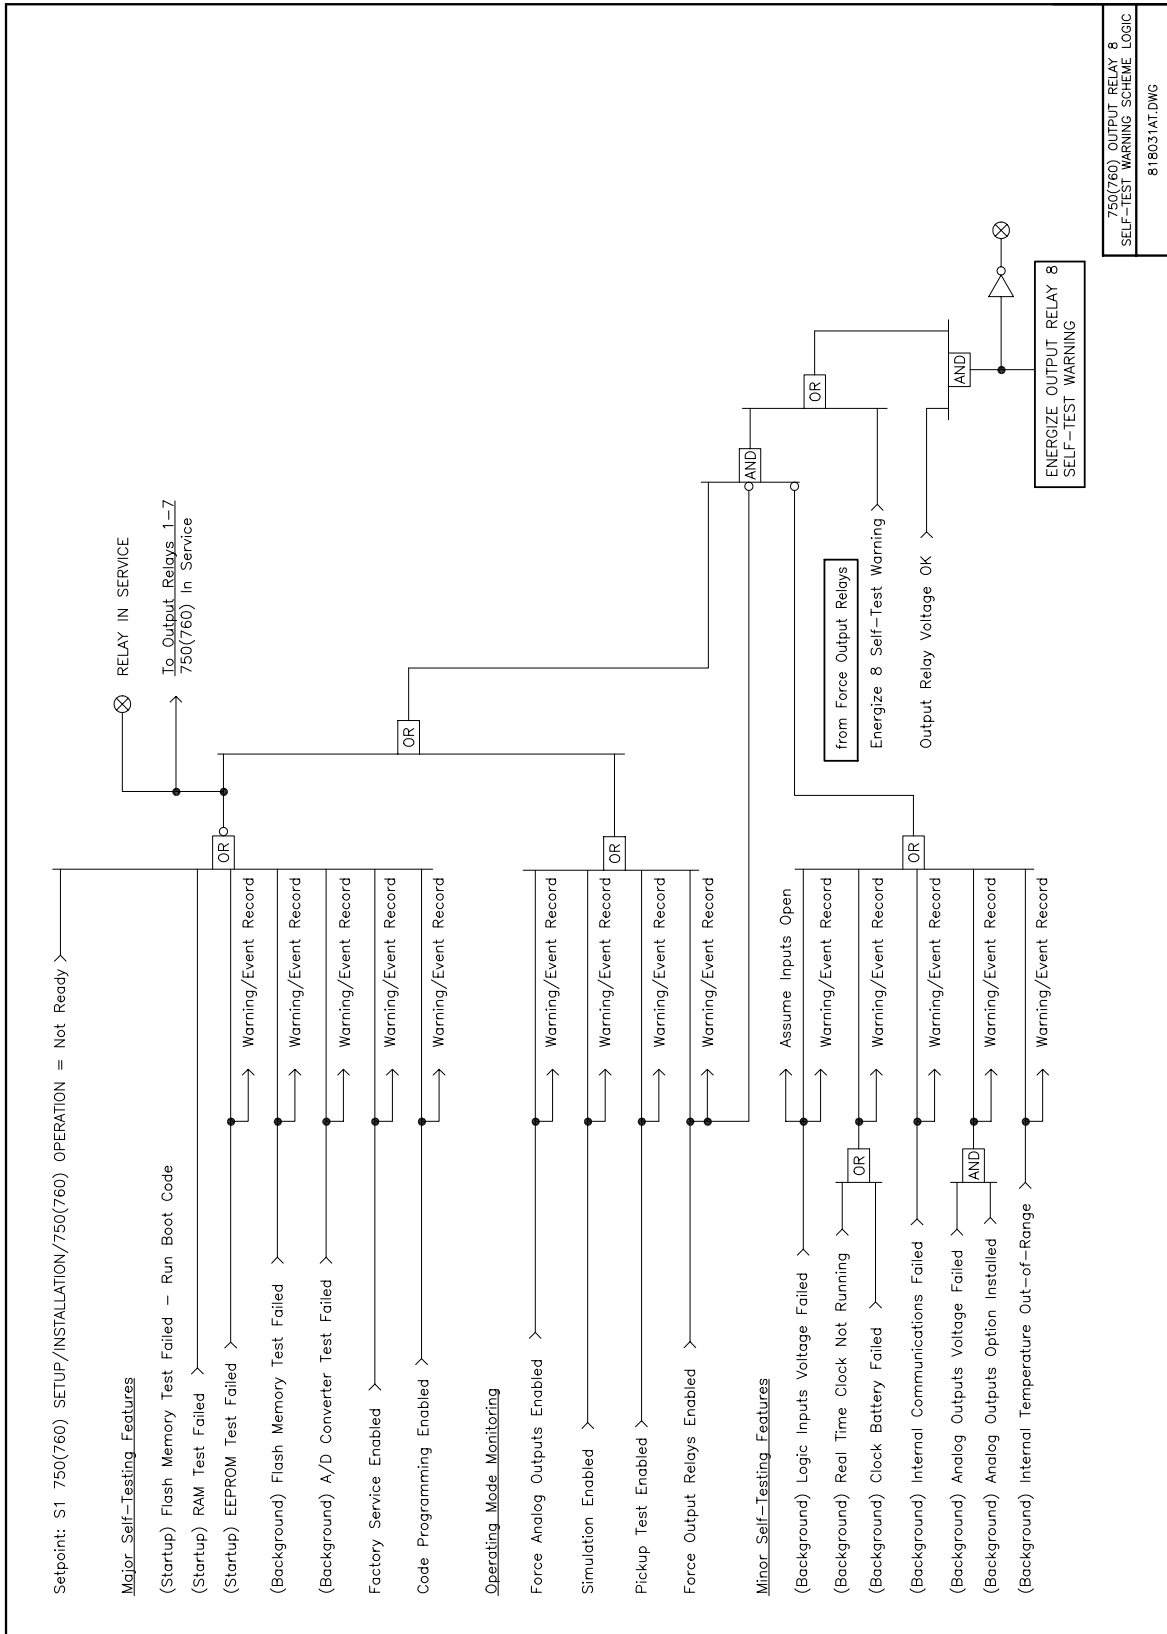 Setpoint: S1 750(760) SETUP/INSTALLATION/750(760) OPERATION = Not Ready
Major Self-Testing Features
(Startup) Flash Memory Test Failed - Run Boot Code
(Startup) RAM Test Failed
(Startup) EEPROM Test Failed
Warning/Event Record
(Background) Flash Memory Test Failed
Warning/Event Record
(Background) A/D Converter Test Failed
Warning/Event Record
Factory Service Enabled
Warning/Event Record
Code Programming Enabled
Warning/Event Record
OR
RELAY IN SERVICE
To Output Relays 1-7
750(760) In Service
Operating Mode Monitoring
Force Analog Outputs Enabled
Warning/Event Record
Simulation Enabled
Warning/Event Record
Pickup Test Enabled
Warning/Event Record
Force Output Relays Enabled
Warning/Event Record
OR
OR
Minor Self-Testing Features
Assume Inputs Open
(Background) Logic Inputs Voltage Failed
Warning/Event Record
(Background) Real Time Clock Not Running
OR
Warning/Event Record
(Background) Clock Battery Failed
(Background) Internal Communications Failed
Warning/Event Record
(Background) Analog Outputs Voltage Failed
AND
Warning/Event Record
(Background) Analog Outputs Option Installed
(Background) Internal Temperature Out-of-Range
Warning/Event Record
OR
AND
from Force Output Relays
Energize 8 Self-Test Warning
OR
Output Relay Voltage OK
AND
ENERGIZE OUTPUT RELAY 8
SELF-TEST WARNING
750(760) OUTPUT RELAY 8
SELF-TEST WARNING SCHEME LOGIC
818031AT.DWG